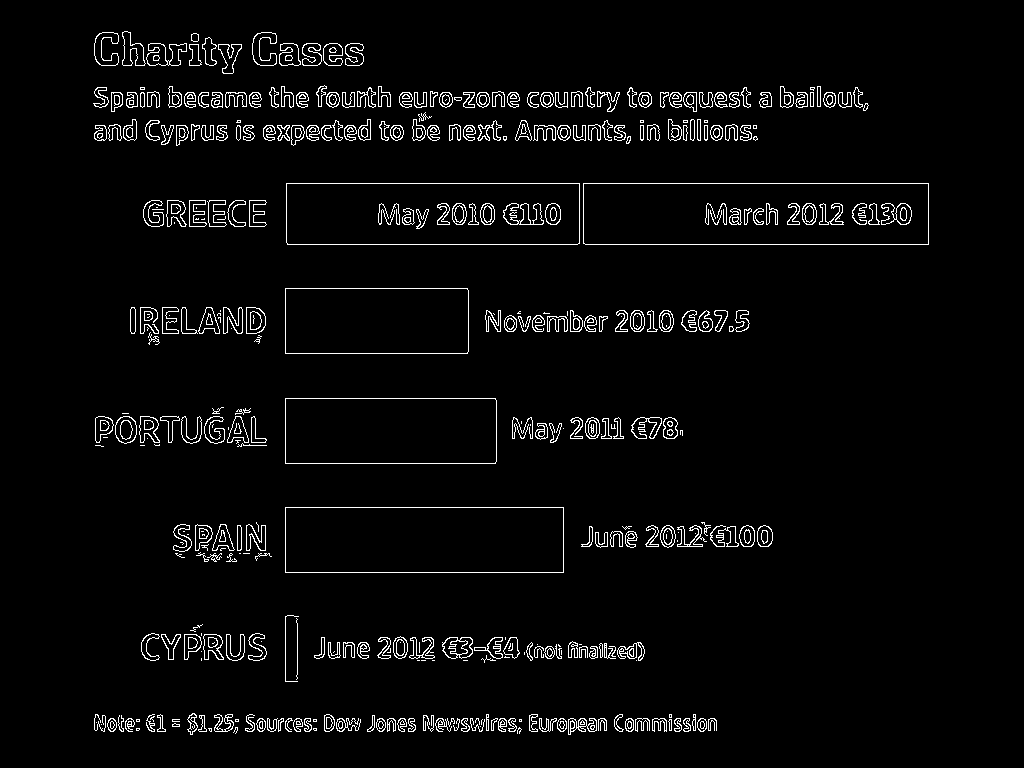 Charity Cases
Spain became the fourth euro-zone country to request a bailout,
and Cyprus is expected to be next. Amounts, in billions:
GREECE May 2010 €110 March 2012 €130
IRELAND November 2010 €67.5
PORTUGAL May 2011 €78
SPAIN June 2012 €100
CYPRUS June 2012 €3–€4 (not finalized)
Note: €1 = $1.25; Sources: Dow Jones Newswires; European Commission